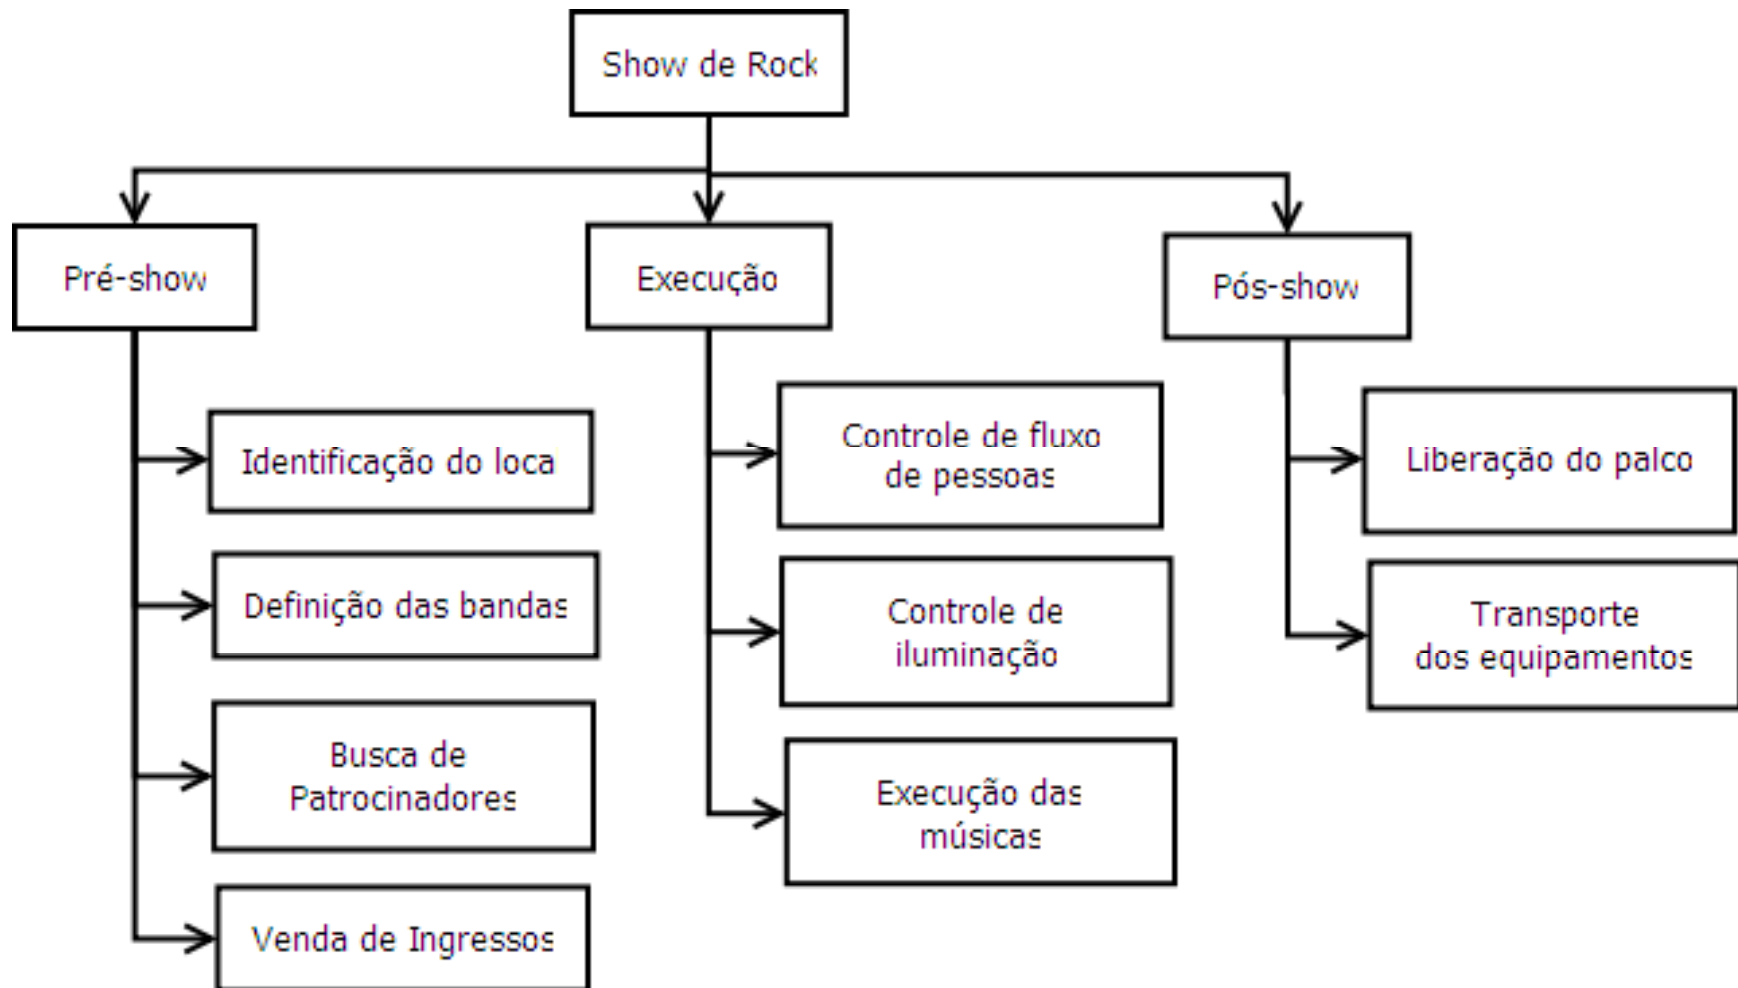 Show de Rock
Pré-show
Execução
Pós-show
Identificação do loca
Definição das bandas
Busca de
Patrocinadores
Venda de Ingressos
Controle de fluxo
de pessoas
Controle de
iluminação
Execução das
músicas
Liberação do palco
Transporte
dos equipamentos